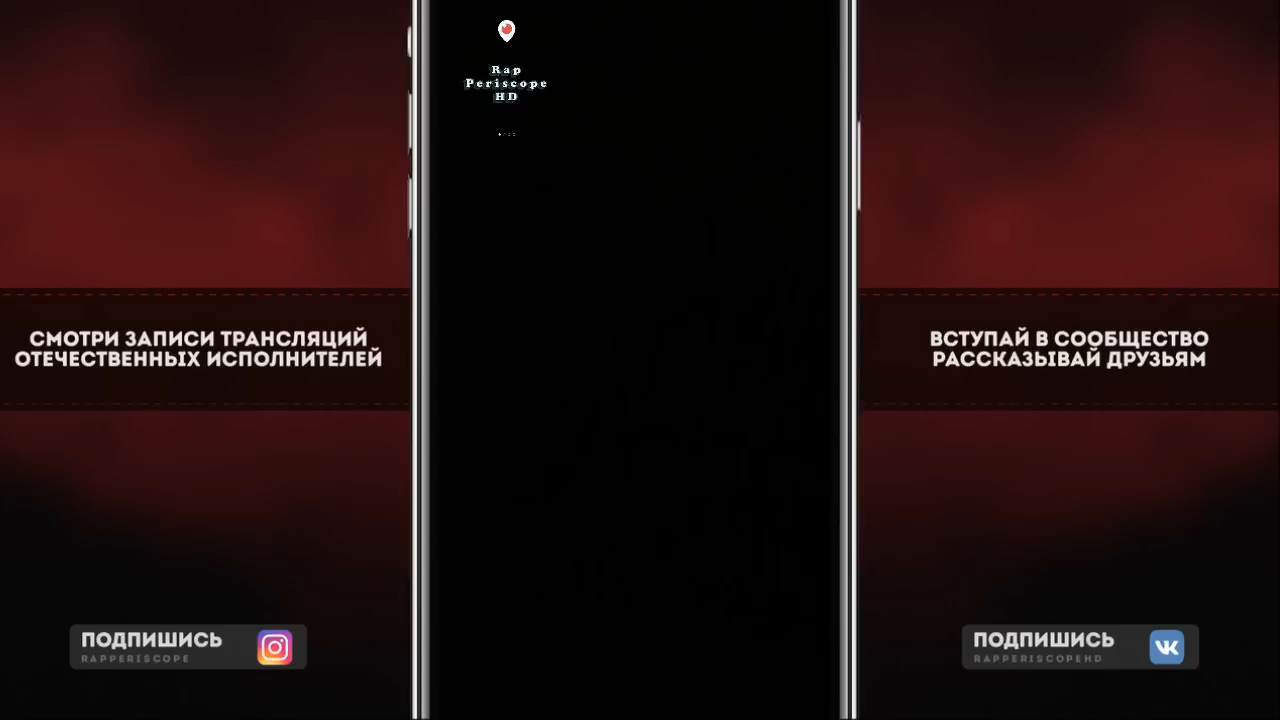 Rap
Periscope
HD
СМОТРИ ЗАПИСИ ТРАНСЛЯЦИЙ
ОТЕЧЕСТВЕННЫХ ИСПОЛНИТЕЛЕЙ
ВСТУПАЙ В СООБЩЕСТВО
РАССКАЗЫВАЙ ДРУЗЬЯМ
ПОДПИШИСЬ
RAPPERISCOPE
ПОДПИШИСЬ
RAPPERISCOPEHD